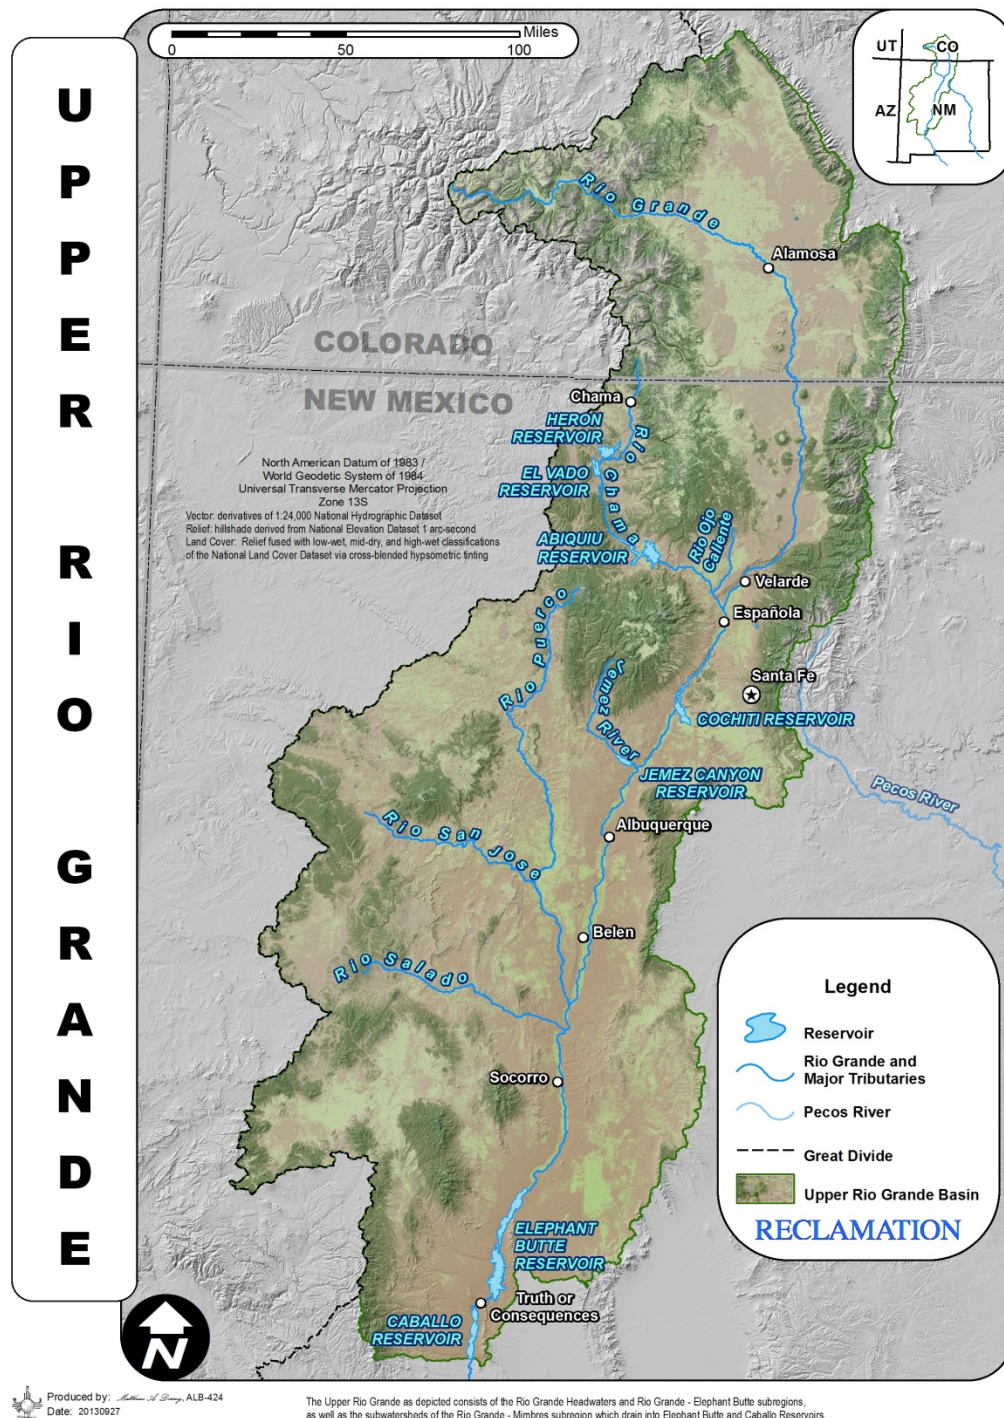 UPPER RIO GRANDE
Miles
0 50 100
UT CO
AZ NM
Rio Grande
Alamosa
COLORADO
NEW MEXICO
Chama
HERON
RESERVOIR
Rio Chama
EL VADO
RESERVOIR
North American Datum of 1983 /
World Geodetic System of 1984
Universal Transverse Mercator Projection
Zone 13S
Vector: derivatives of 1:24,000 National Hydrographic Dataset
Relief: hillshade derived from National Elevation Dataset 1 arc-second
Land Cover: Relief fused with low-wet, mid-dry, and high-wet classifications
of the National Land Cover Dataset via cross-blended hypsometric tinting
ABIQUIU
RESERVOIR
Rio Ojo
Caliente
Velarde
Española
Rio Puerco
Jemez River
Santa Fe
COCHITI RESERVOIR
JEMEZ CANYON
RESERVOIR
Pecos River
Albuquerque
Rio San Jose
Belen
Rio Salado
Socorro
ELEPHANT
BUTTE
RESERVOIR
Truth or
Consequences
CABALLO
RESERVOIR
Legend
Reservoir
Rio Grande and
Major Tributaries
Pecos River
Great Divide
Upper Rio Grande Basin
RECLAMATION
N
Produced by: , ALB-424
Date: 20130927
The Upper Rio Grande as depicted consists of the Rio Grande Headwaters and Rio Grande - Elephant Butte subregions,
as well as the subwatersheds of the Rio Grande - Mimbres subregion which drain into Elephant Butte and Caballo Reservoirs.